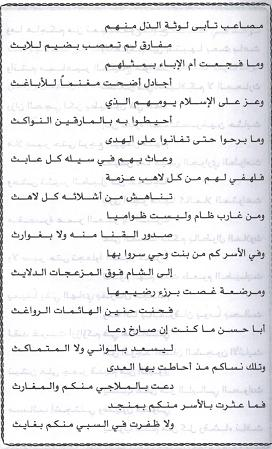 مصاعب تأبى لوثة الذل منهم
مفارق لم تعصب بضيم للايث
وما فجعت أم الإباء بمثلهم
أجادل أضحت مغنماً للأباغث
وعز على الإسلام يومهم الذي
أحيطوا به بالمارقين النواكث
وما برحوا حتى تفانوا على الهدى
وعاث بهم في سيله كل عابث
فلهفي لهم من كل لاهب عزمة
تناهش من أشلائه كل لاهث
ومن غارب ظام وليست ظواميا
صدور القنا منه ولا بغوارث
وفي الأسر كم من بنت وحي سروا بها
إلى الشام فوق المزعجات الدلايث
ومرضعة غصت برزء رضيعها
فحنت حنين الهائمات الرواغث
أبا حسن ما كنت إن صارخ دعا
ليسعد بالواني ولا المتماكث
وتلك نساكم مذ أحاطت بها العدى
دعت بالملاجي منكم والمغارث
فما عثرت بالأسر منكم بمنجد
ولا ظفرت في السبي منكم بغايث